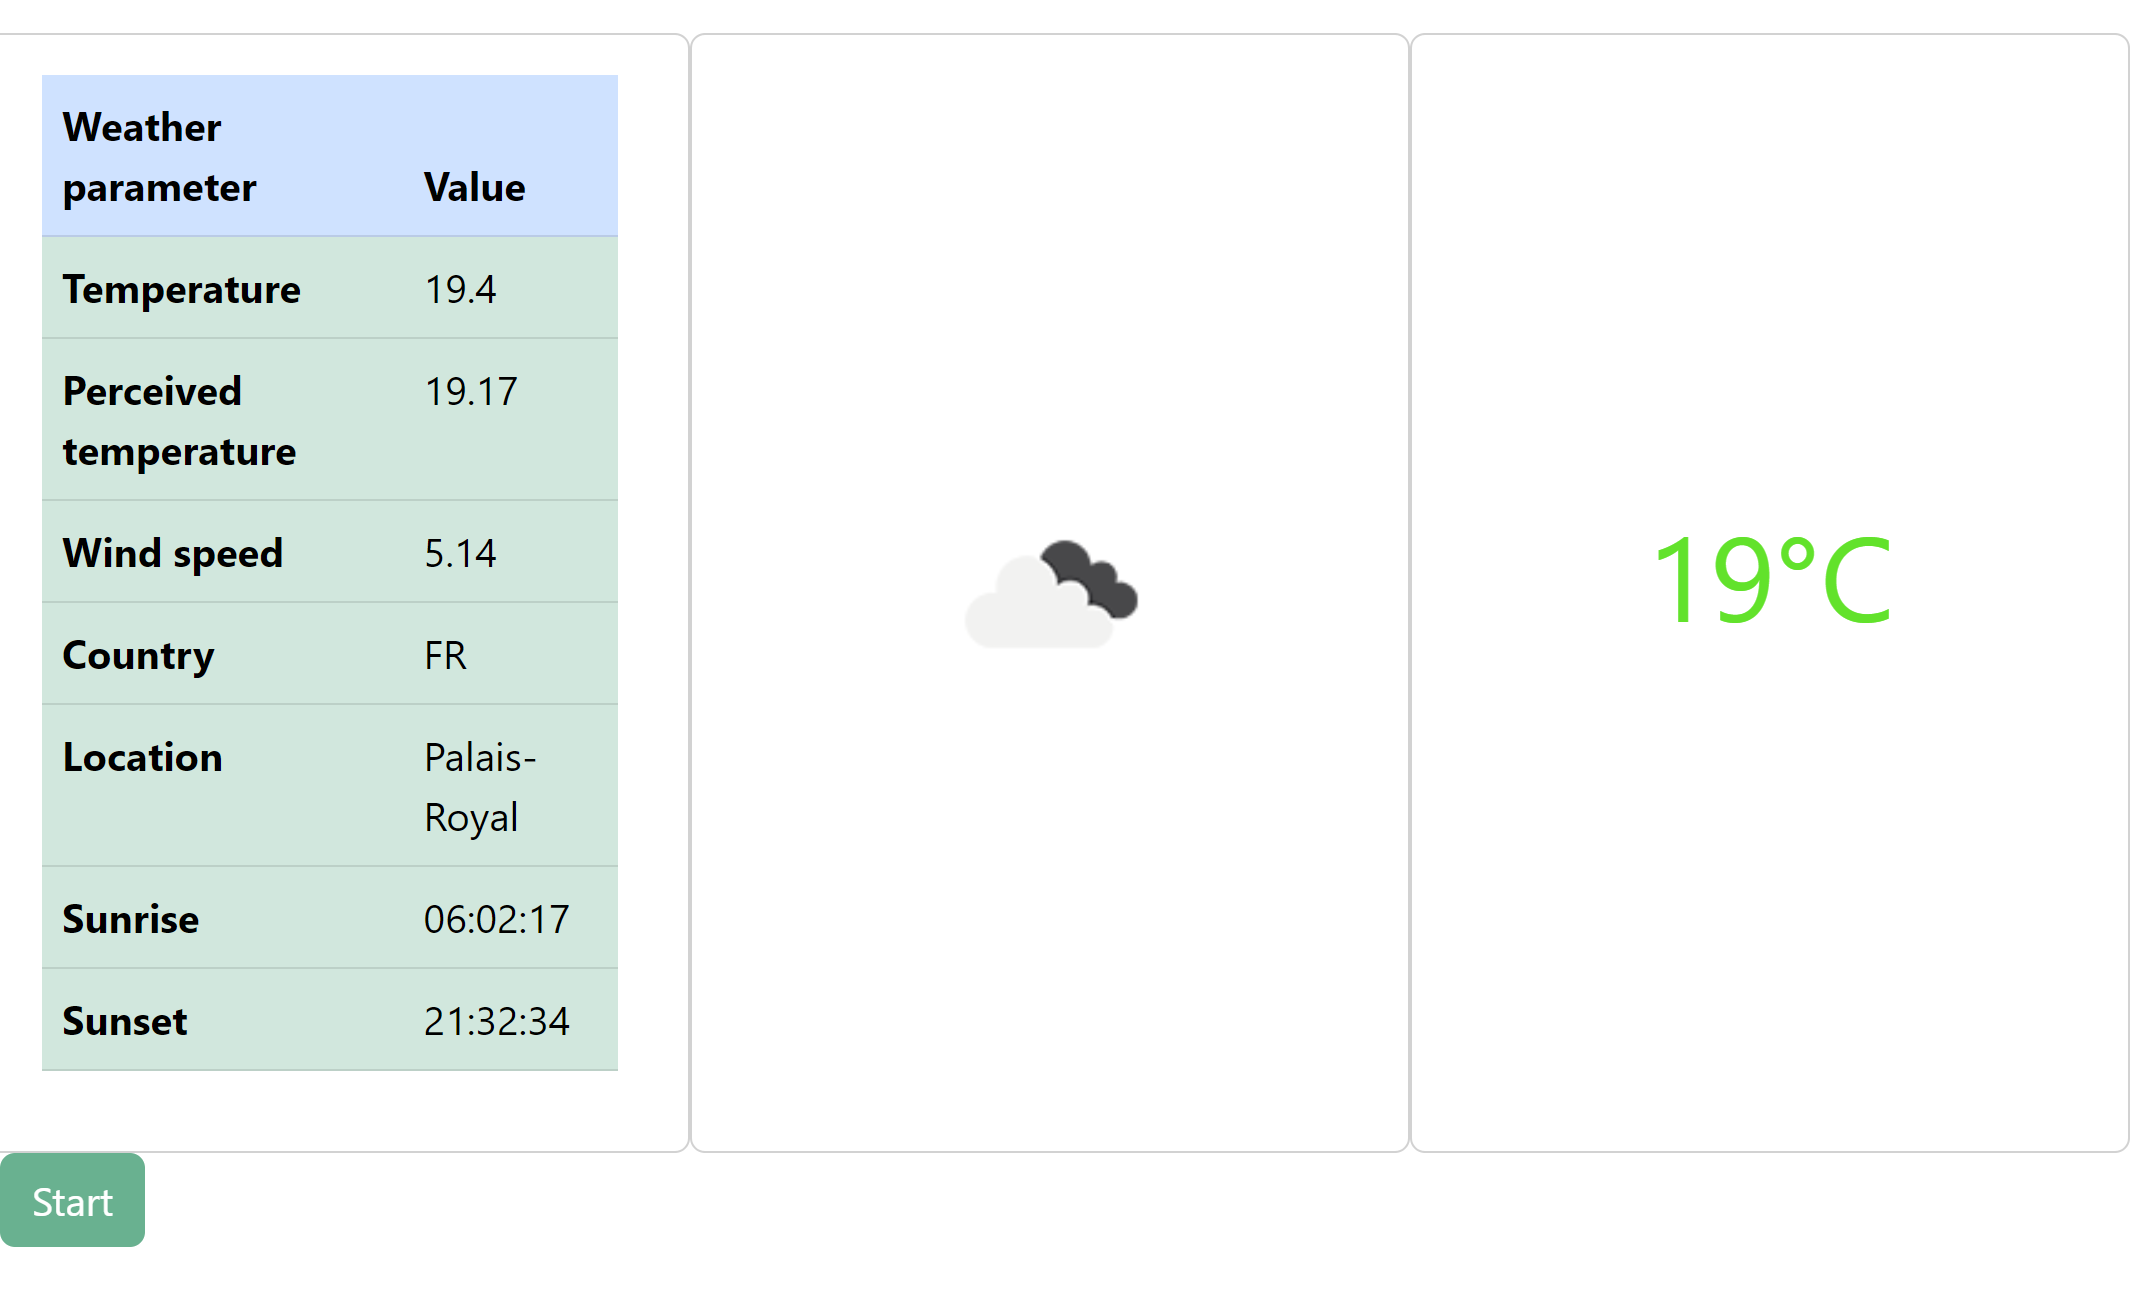 Weather
parameter Value
Temperature 19.4
Perceived 19.17
temperature
Wind speed 5.14
Country FR
Location Palais-
Royal
Sunrise 06:02:17
Sunset 21:32:34
19°C
Start